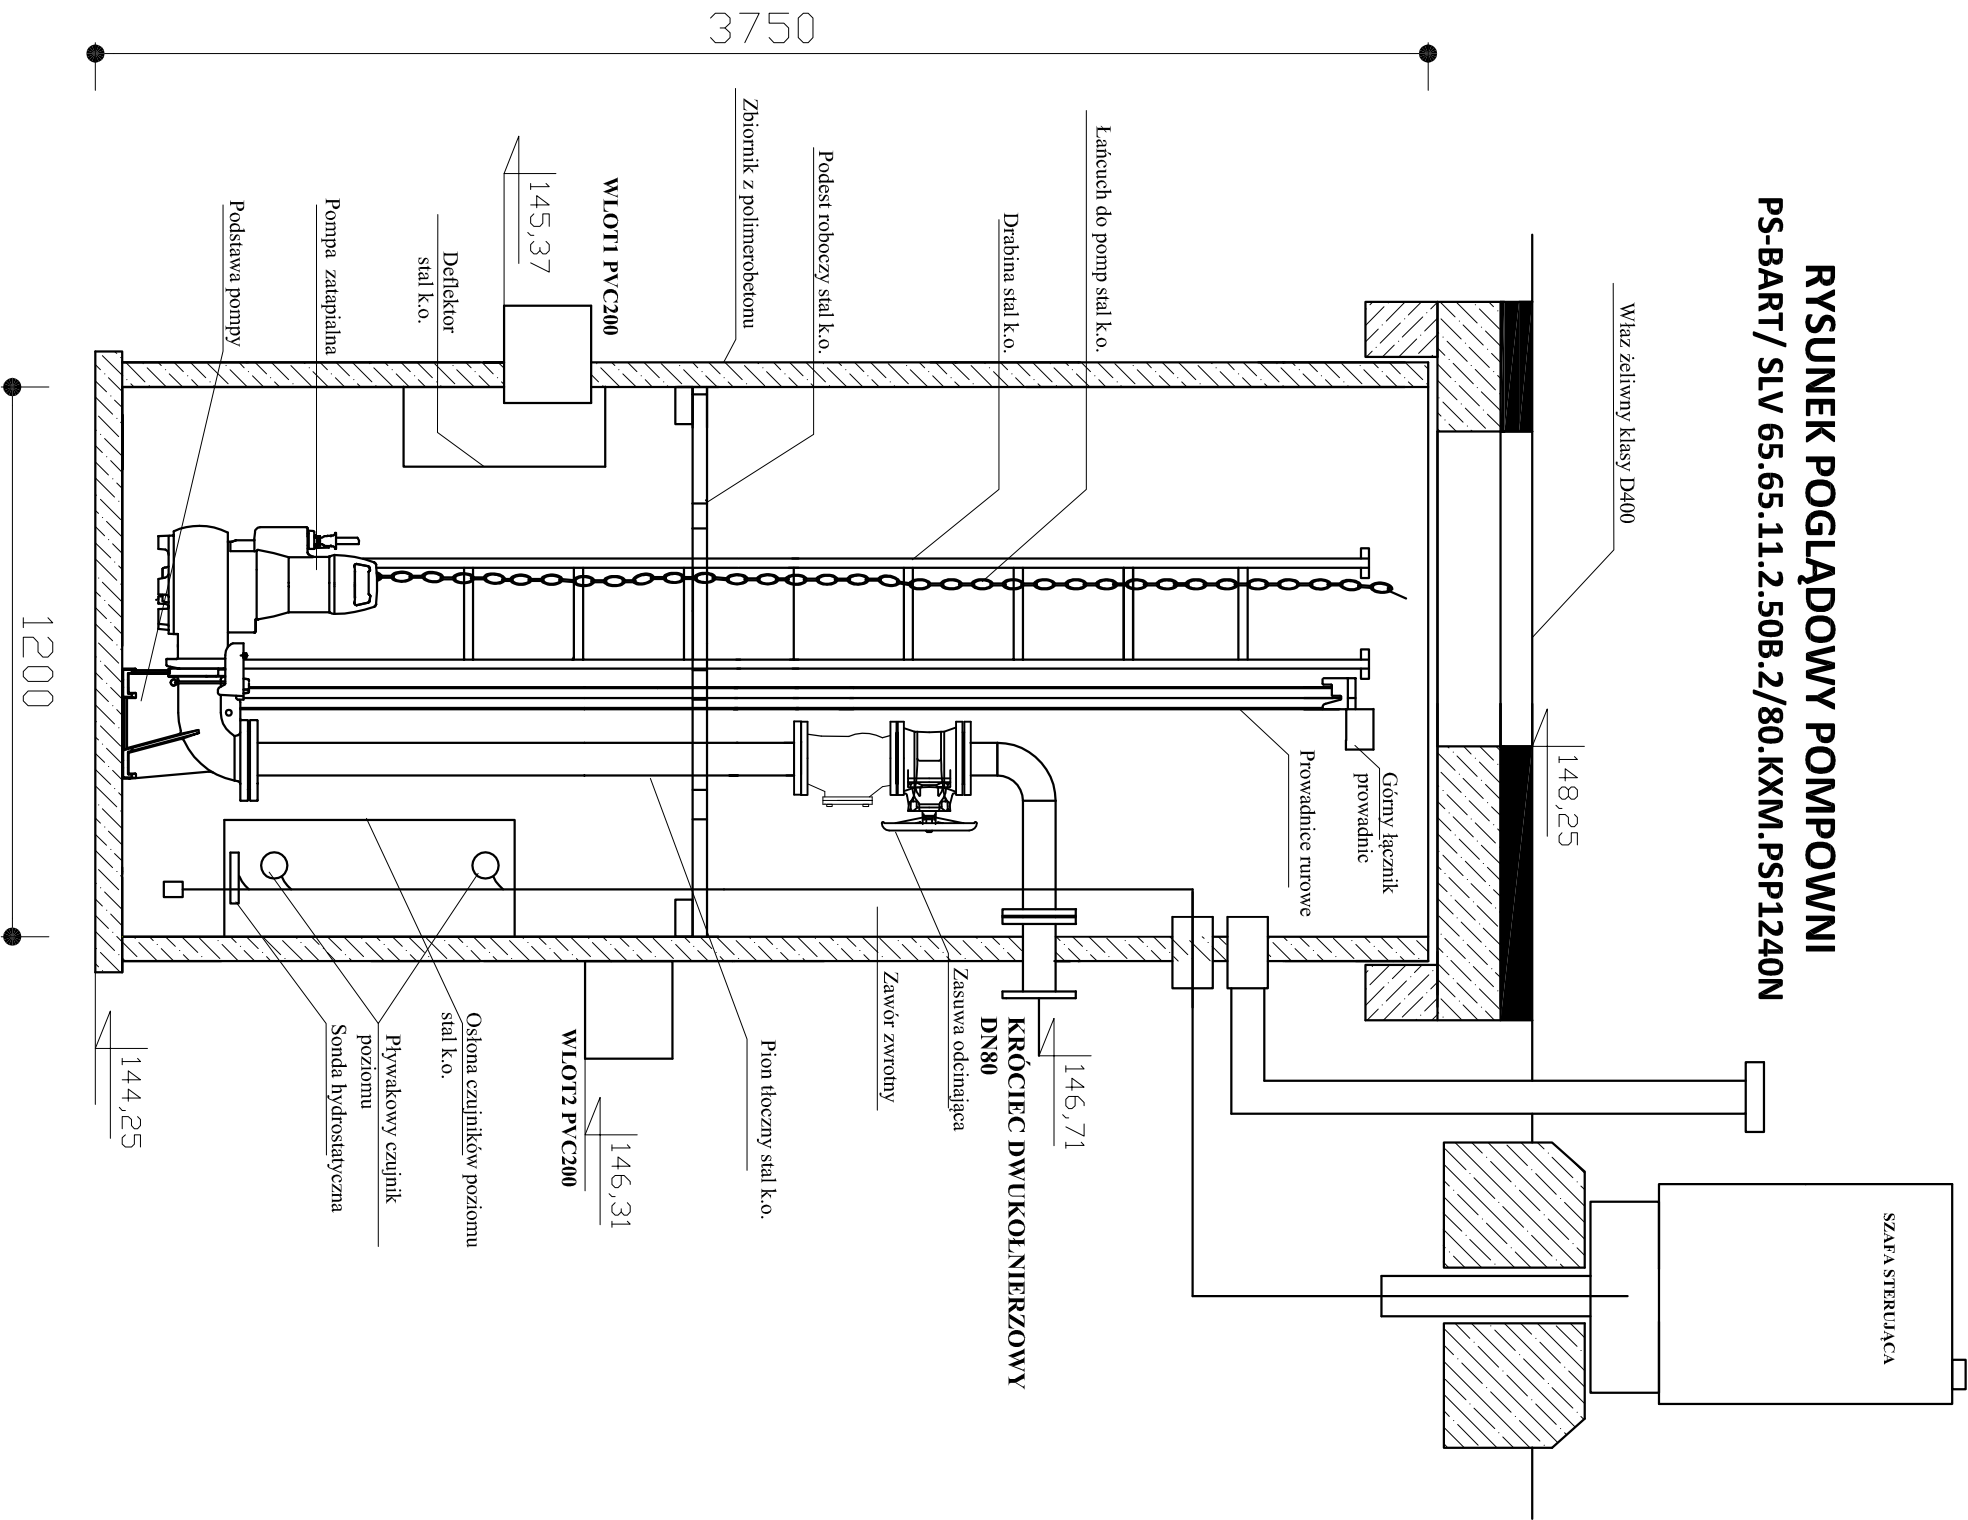 RYSUNEK POGLĄDOWY POMPOWNI
PS-BART/ SLV 65.65.11.2.50B.2/80.KXM.PSP1240N
SZAFA STERUJĄCA
Właz żeliwny klasy D400
148,25
Górny łącznik
prowadnic
Prowadnice rurowe
Łańcuch do pomp stal k.o.
Drabina stal k.o.
146,71
KRÓCIEC DWUKOŁNIERZOWY
DN80
Zasuwa odcinająca
Zawór zwrotny
Podest roboczy stal k.o.
Zbiornik z polimerobetonu
Pion tłoczny stal k.o.
WLOT1 PVC200
145,37
146,31
WLOT2 PVC200
Deflektor
stal k.o.
Osłona czujników poziomu
stal k.o.
Pływakowy czujnik
poziomu
Sonda hydrostatyczna
Pompa zatapialna
Podstawa pompy
144,25
3750
1200